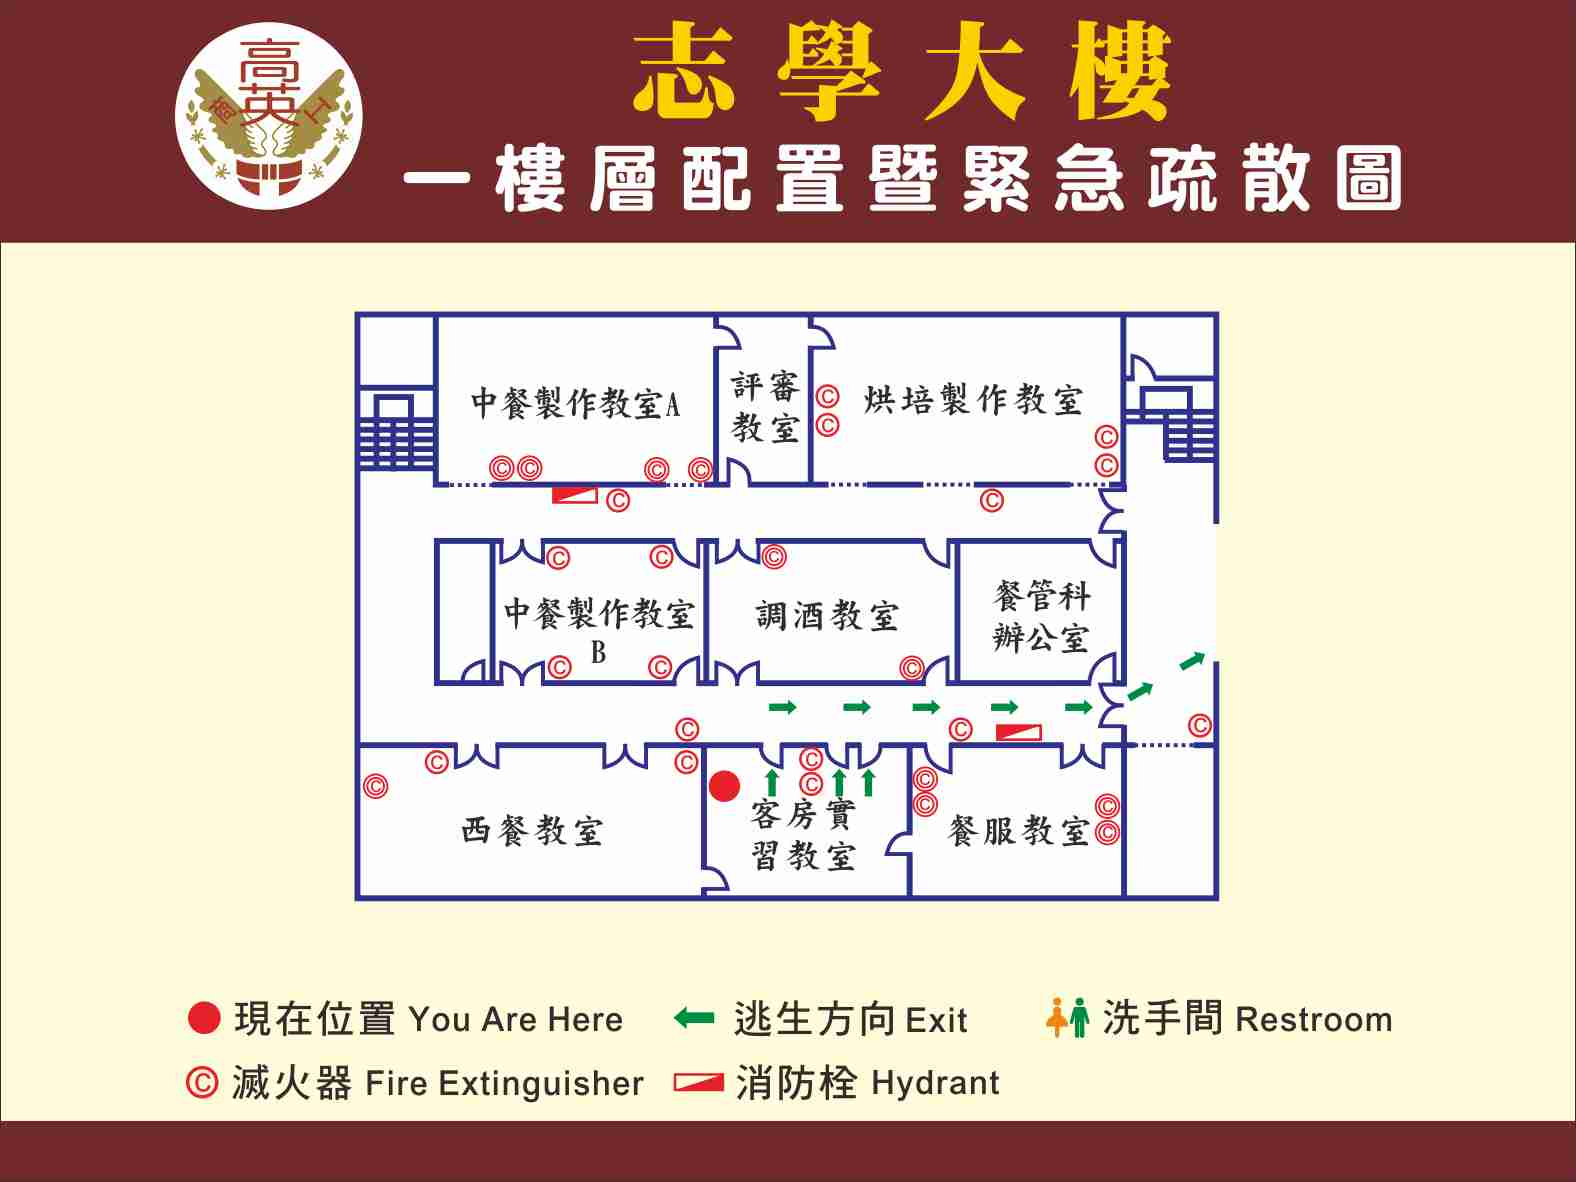 高英
商 工
志學大樓
一樓層配置暨緊急疏散圖
中餐製作教室A
評審
教室
烘培製作教室
中餐製作教室
B
調酒教室
餐管科
辦公室
西餐教室
客房實
習教室
餐服教室
現在位置 You Are Here
逃生方向 Exit
洗手間 Restroom
滅火器 Fire Extinguisher
消防栓 Hydrant